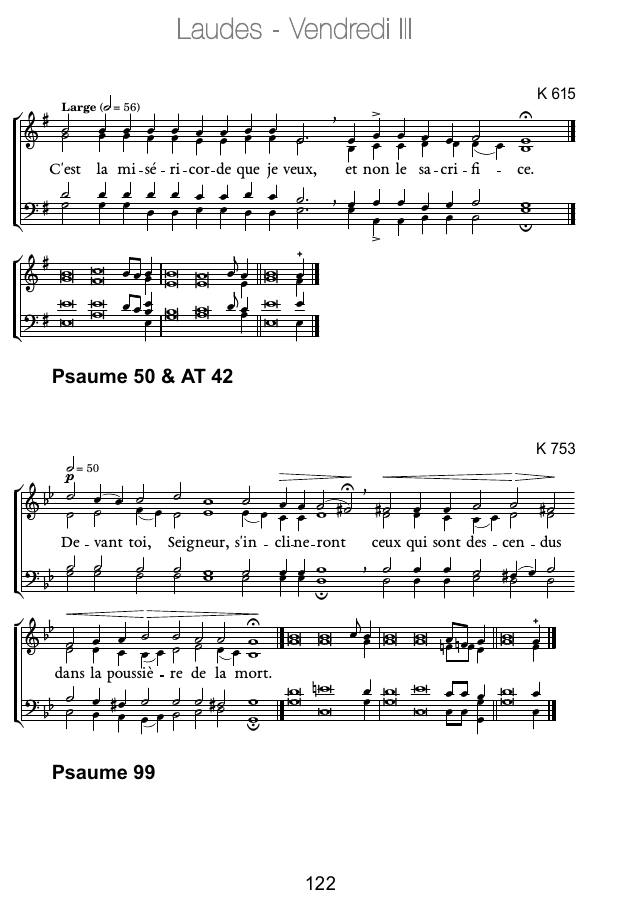 Laudes - Vendredi III
K 615
Large (𝅗𝅥 = 56)
C'est la mi - sé - ri - cor - de que je veux, et non le sa - cri - fi - ce.
Psaume 50 & AT 42
K 753
𝅗𝅥 = 50
p
De - vant toi, Seigneur, s'in - cli - ne - ront ceux qui sont des - cen - dus
dans la poussiè - re de la mort.
Psaume 99
122